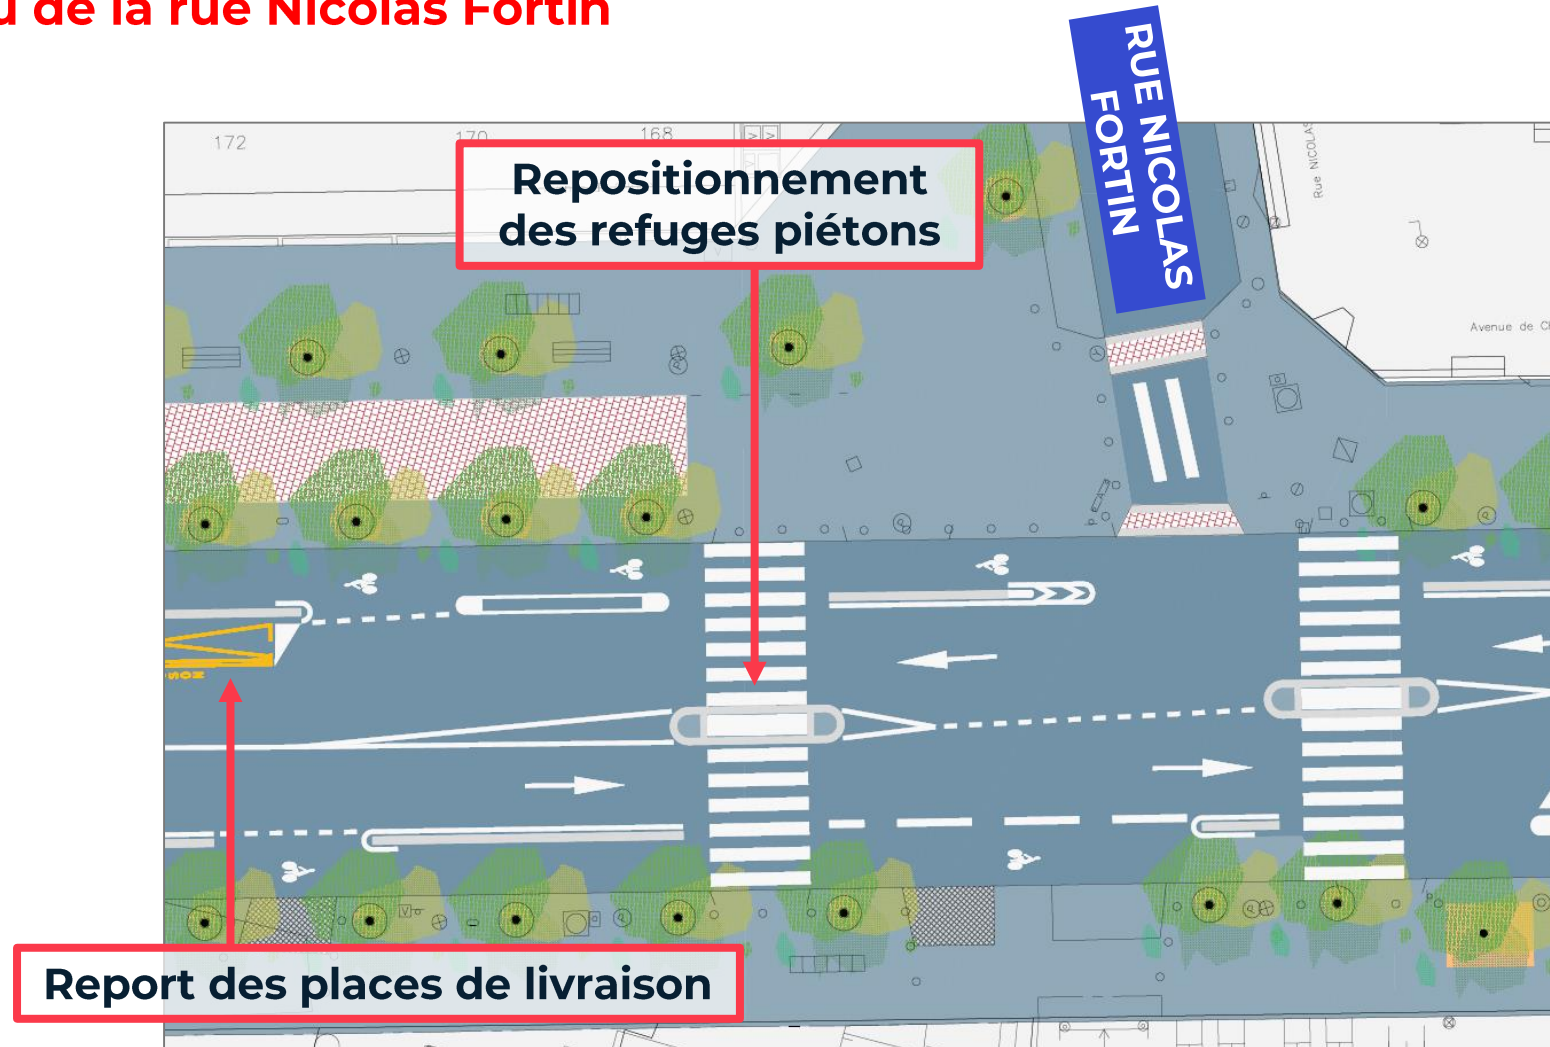 u de la rue Nicolas Fortin
RUE NICOLAS
FORTIN
172
170
168
Repositionnement
des refuges piétons
Rue NICOLAS
Avenue de C
SON
Report des places de livraison